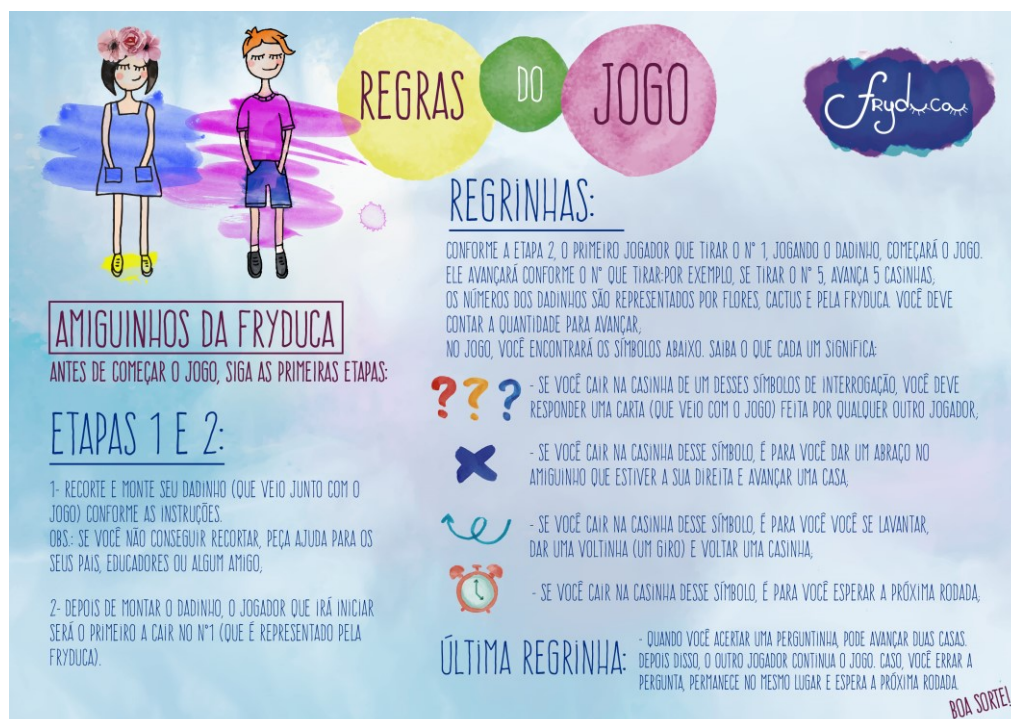 REGRAS DO JOGO
Fryduca
AMIGUINHOS DA FRYDUCA
ANTES DE COMEÇAR O JOGO, SIGA AS PRIMEIRAS ETAPAS:
ETAPAS 1 E 2:
1- RECORTE E MONTE SEU DADINHO (QUE VEIO JUNTO COM O
JOGO) CONFORME AS INSTRUÇÕES.
OBS.: SE VOCÊ NÃO CONSEGUIR RECORTAR, PEÇA AJUDA PARA OS
SEUS PAIS, EDUCADORES OU ALGUM AMIGO;
2- DEPOIS DE MONTAR O DADINHO, O JOGADOR QUE IRÁ INICIAR
SERÁ O PRIMEIRO A CAIR NO N°1 (QUE É REPRESENTADO PELA
FRYDUCA).
REGRINHAS:
CONFORME A ETAPA 2, O PRIMEIRO JOGADOR QUE TIRAR O N° 1, JOGANDO O DADINHO, COMEÇARÁ O JOGO.
ELE AVANÇARÁ CONFORME O N° QUE TIRAR:POR EXEMPLO, SE TIRAR O N° 5, AVANÇA 5 CASINHAS;
OS NÚMEROS DOS DADINHOS SÃO REPRESENTADOS POR FLORES, CACTUS E PELA FRYDUCA. VOCÊ DEVE
CONTAR A QUANTIDADE PARA AVANÇAR;
NO JOGO, VOCÊ ENCONTRARÁ OS SÍMBOLOS ABAIXO. SAIBA O QUE CADA UM SIGNIFICA:
???
- SE VOCÊ CAIR NA CASINHA DE UM DESSES SÍMBOLOS DE INTERROGAÇÃO, VOCÊ DEVE
RESPONDER UMA CARTA (QUE VEIO COM O JOGO) FEITA POR QUALQUER OUTRO JOGADOR;
- SE VOCÊ CAIR NA CASINHA DESSE SÍMBOLO, É PARA VOCÊ DAR UM ABRAÇO NO
AMIGUINHO QUE ESTIVER A SUA DIREITA E AVANÇAR UMA CASA;
- SE VOCÊ CAIR NA CASINHA DESSE SÍMBOLO, É PARA VOCÊ VOCÊ SE LAVANTAR,
DAR UMA VOLTINHA (UM GIRO) E VOLTAR UMA CASINHA;
- SE VOCÊ CAIR NA CASINHA DESSE SÍMBOLO, É PARA VOCÊ ESPERAR A PRÓXIMA RODADA;
ÚLTIMA REGRINHA:
- QUANDO VOCÊ ACERTAR UMA PERGUNTINHA, PODE AVANÇAR DUAS CASAS.
DEPOIS DISSO, O OUTRO JOGADOR CONTINUA O JOGO. CASO, VOCÊ ERRAR A
PERGUNTA, PERMANECE NO MESMO LUGAR E ESPERA A PRÓXIMA RODADA.
BOA SORTE!